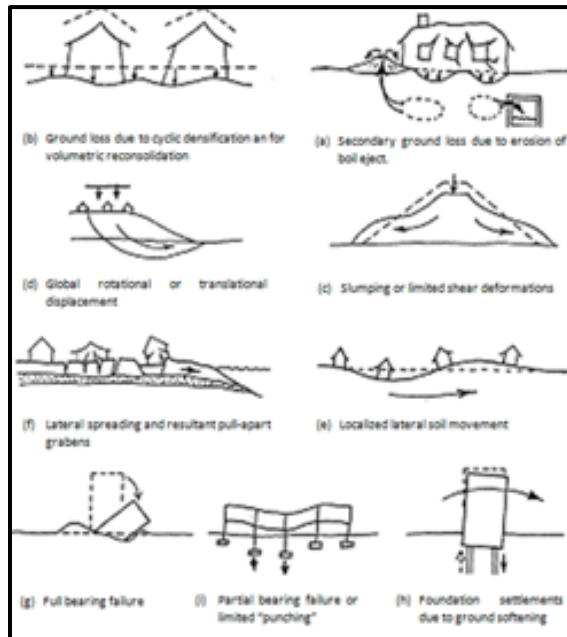 (b) Ground loss due to cyclic densification an for
volumetric reconsolidation
(a) Secondary ground loss due to erosion of
boil eject.
(d) Global rotational or translational
displacement
(c) Slumping or limited shear deformations
(f) Lateral spreading and resultant pull-apart
grabens
(e) Localized lateral soil movement
(g) Full bearing failure
(i) Partial bearing failure or
limited "punching"
(h) Foundation settlements
due to ground softening